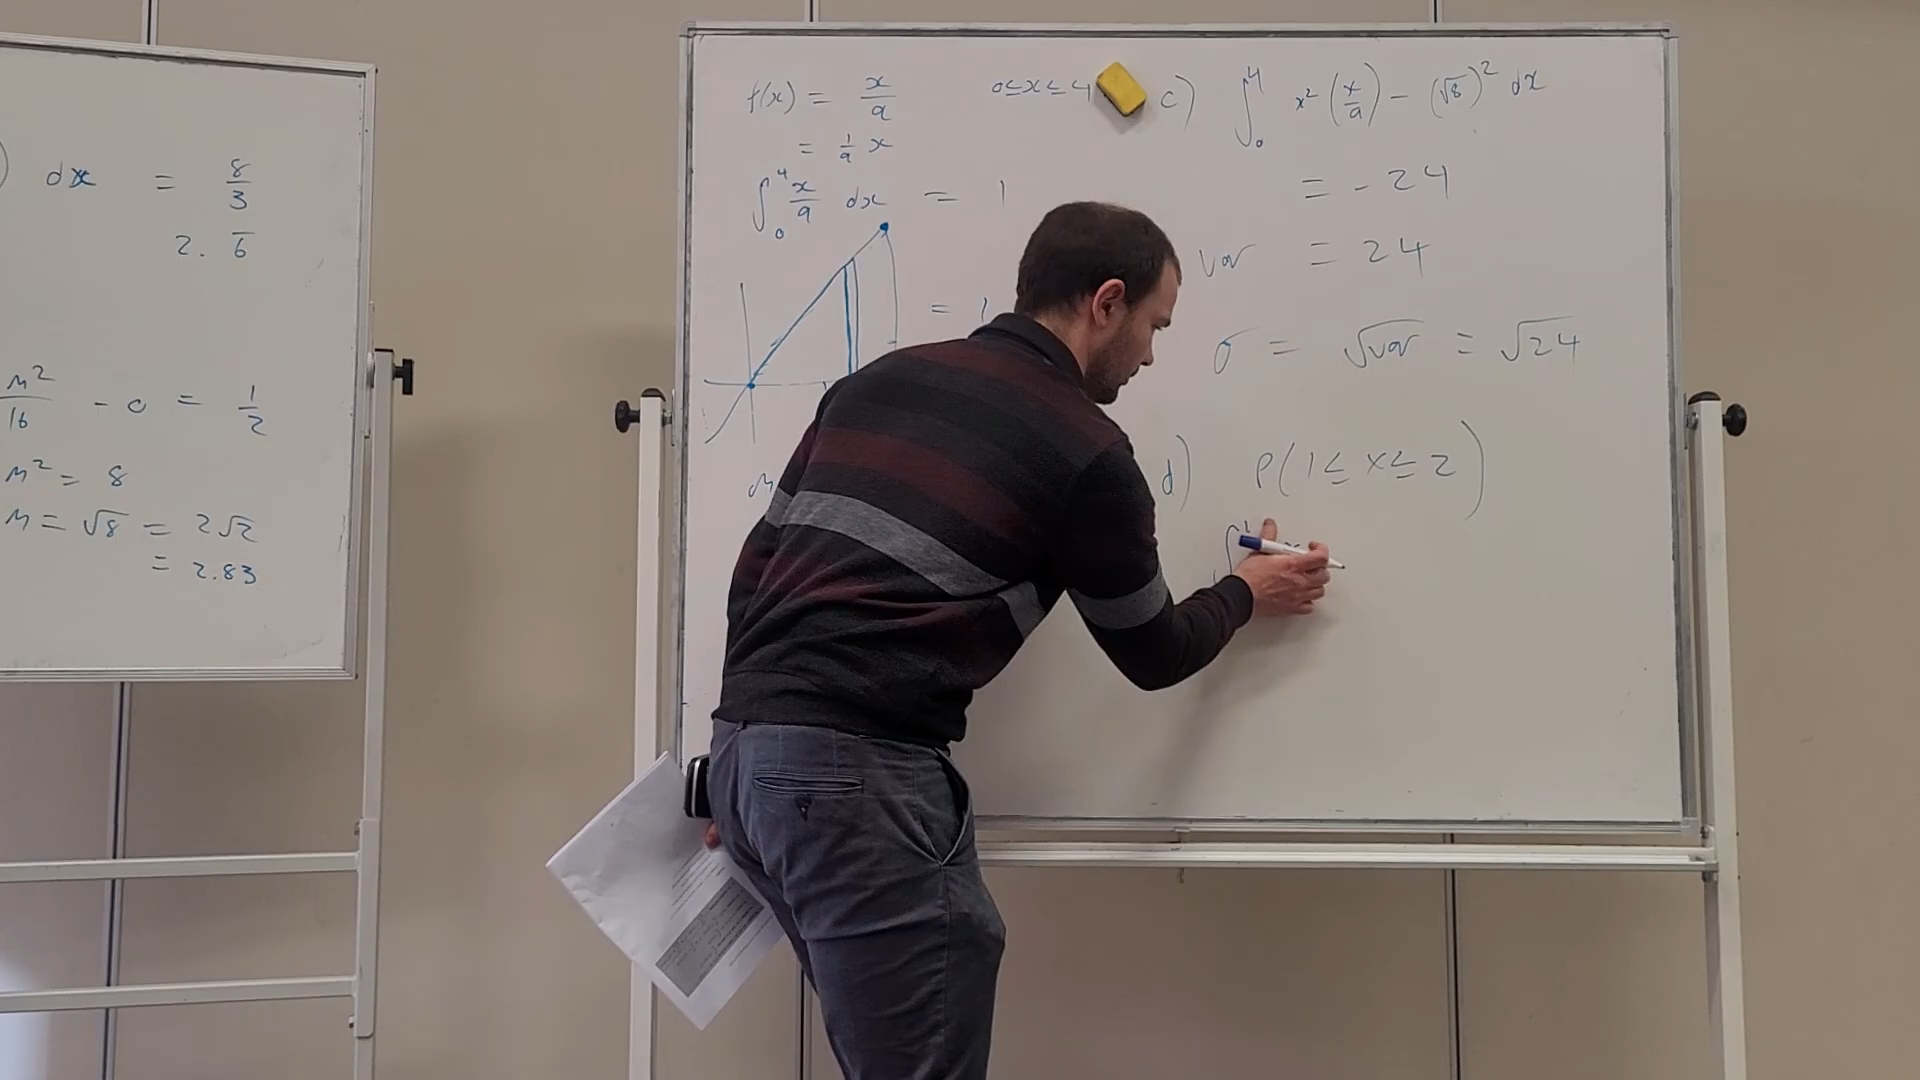 ) dx = 8/3
2. 6̅
m²/16 - 0 = 1/2
m² = 8
m = √8 = 2√2
= 2.83
f(x) = x/a 0≤x≤4
= 1/a x
∫₀⁴ x/a dx = 1
= 1
c) ∫₀⁴ x² (x/a) - (√8)² dx
= - 24
var = 24
σ = √var = √24
d) P(1≤ x ≤ 2)
∫